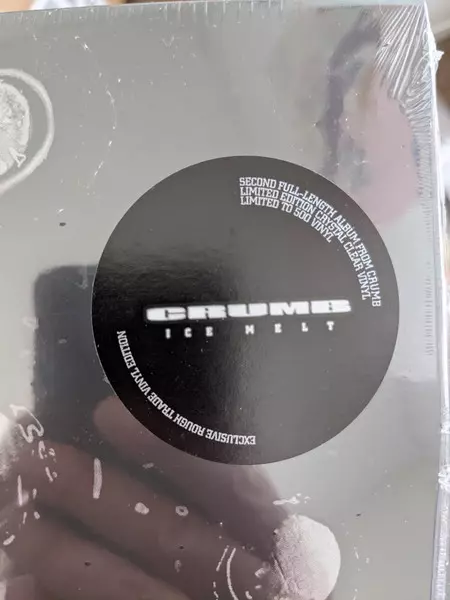 SECOND FULL-LENGTH ALBUM FROM CRUMB
LIMITED EDITION CRYSTAL CLEAR VINYL
LIMITED TO 500 VINYL
CRUMB
ICE MELT
EXCLUSIVE ROUGH TRADE VINYL EDITION